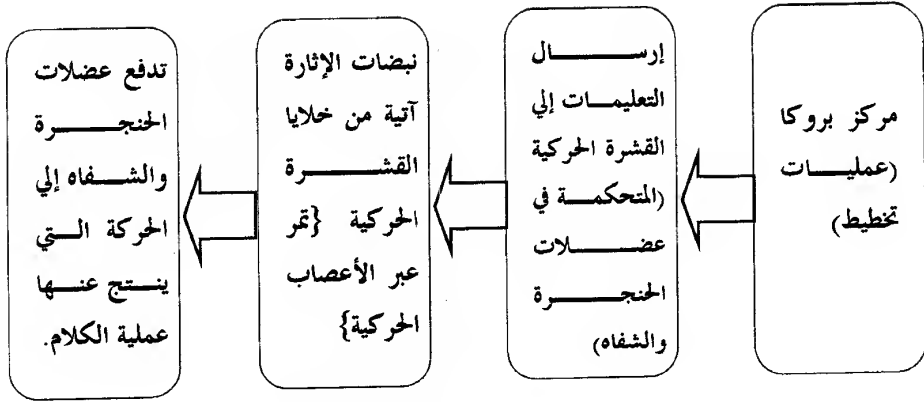 مركز بروكا
(عمليات
تخطيط)
إرسال
التعليمات إلي
القشرة الحركية
(المتحكمة في
عضلات
الحنجرة
والشفاه)
نبضات الإثارة
آتية من خلايا
القشرة
الحركية {تمر
عبر الأعصاب
الحركية}
تدفع عضلات
الحنجرة
والشفاه إلي
الحركة التي
ينتج عنها
عملية الكلام.